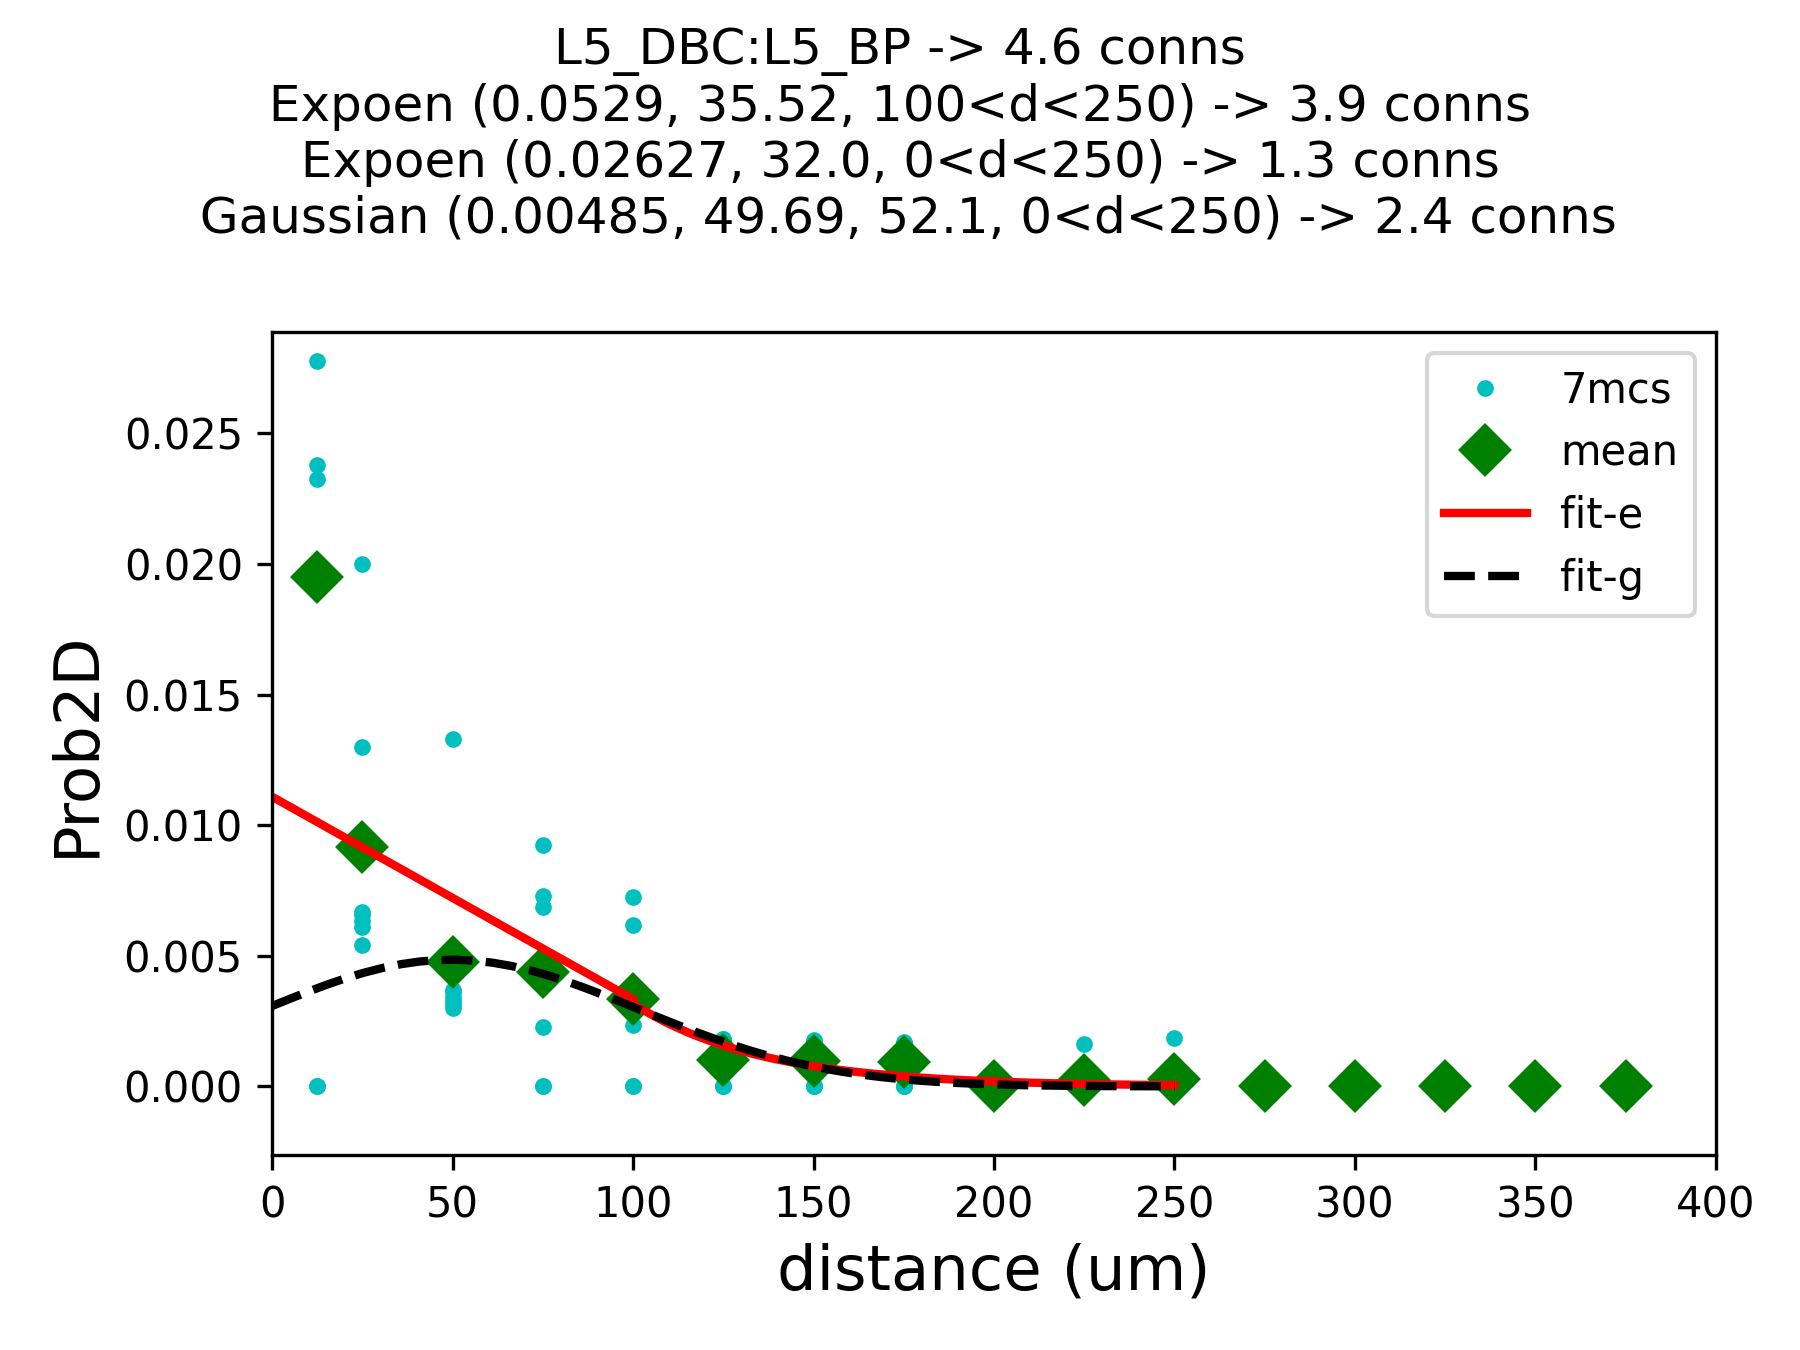 L5_DBC:L5_BP -> 4.6 conns
Expoen (0.0529, 35.52, 100<d<250) -> 3.9 conns
Expoen (0.02627, 32.0, 0<d<250) -> 1.3 conns
Gaussian (0.00485, 49.69, 52.1, 0<d<250) -> 2.4 conns
7mcs
mean
fit-e
fit-g
Prob2D
0.025
0.020
0.015
0.010
0.005
0.000
0 50 100 150 200 250 300 350 400
distance (um)